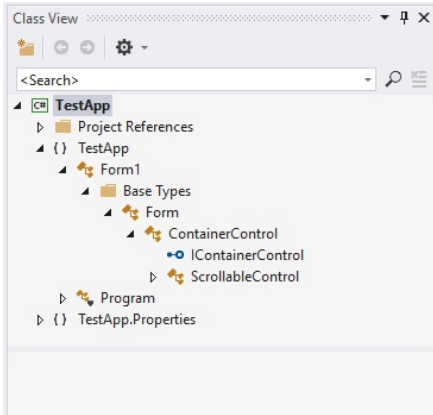 Class View
<Search>
C# TestApp
Project References
{ } TestApp
Form1
Base Types
Form
ContainerControl
IContainerControl
ScrollableControl
Program
{ } TestApp.Properties